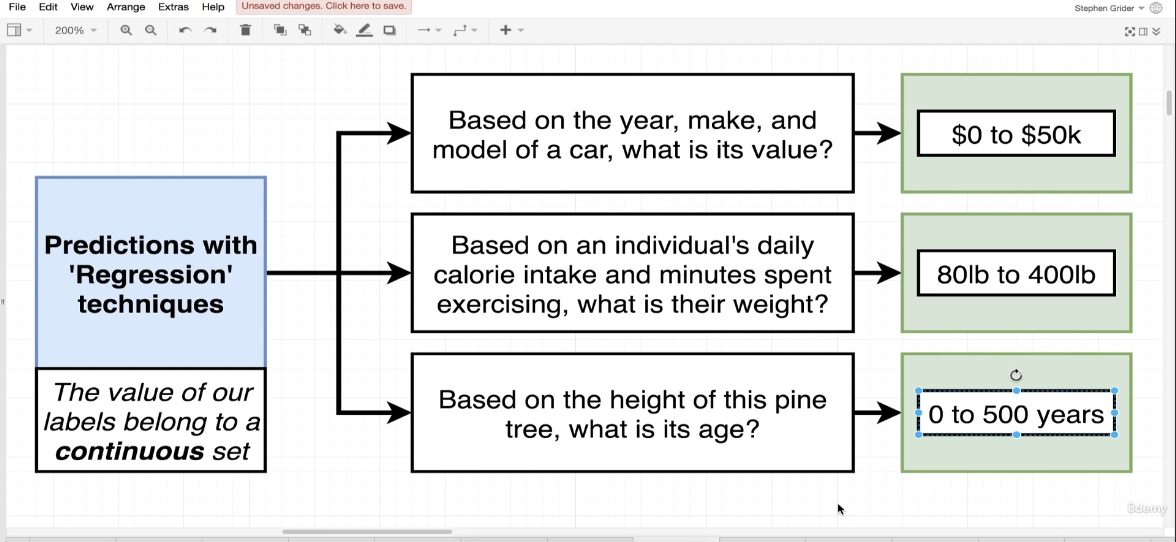 File Edit View Arrange Extras Help Unsaved changes. Click here to save. Stephen Grider
200%
Based on the year, make, and
model of a car, what is its value?
$0 to $50k
Predictions with
'Regression'
techniques
The value of our
labels belong to a
continuous set
Based on an individual's daily
calorie intake and minutes spent
exercising, what is their weight?
80lb to 400lb
Based on the height of this pine
tree, what is its age?
0 to 500 years
ûdemy